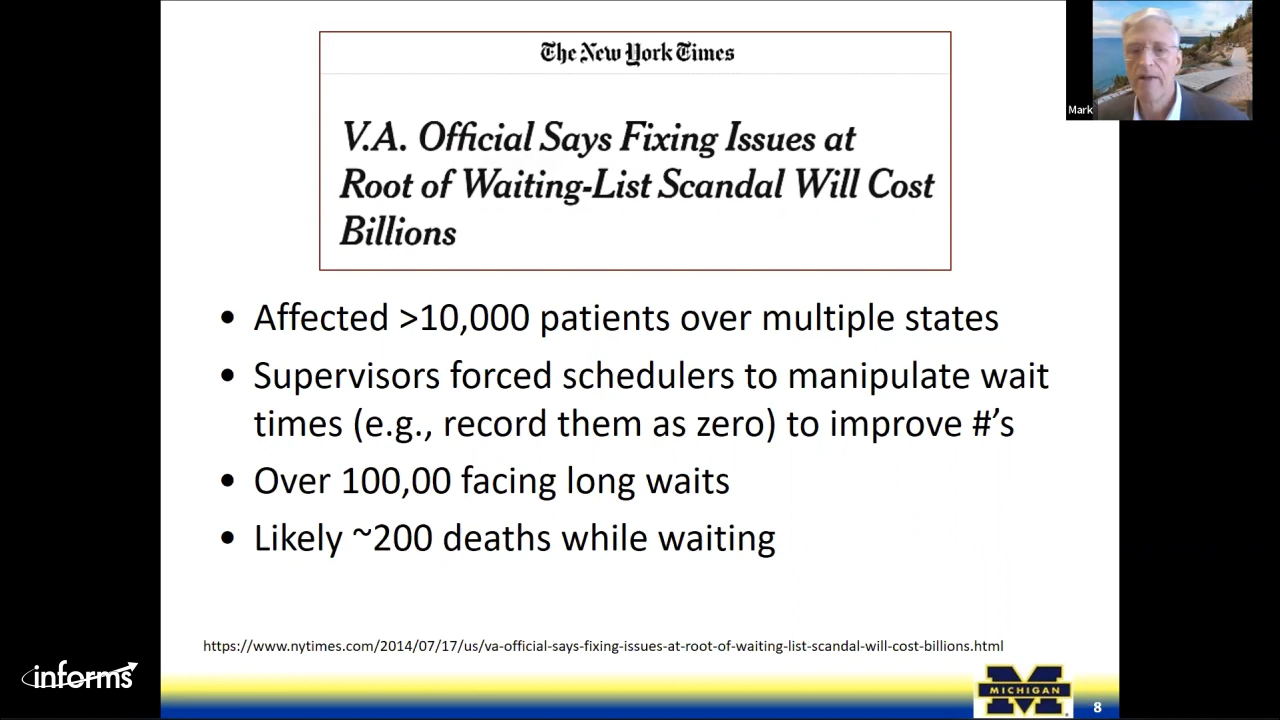 The New York Times
Mark
V.A. Official Says Fixing Issues at
Root of Waiting-List Scandal Will Cost
Billions
• Affected >10,000 patients over multiple states
• Supervisors forced schedulers to manipulate wait
times (e.g., record them as zero) to improve #'s
• Over 100,00 facing long waits
• Likely ~200 deaths while waiting
https://www.nytimes.com/2014/07/17/us/va-official-says-fixing-issues-at-root-of-waiting-list-scandal-will-cost-billions.html
informs
MICHIGAN
8